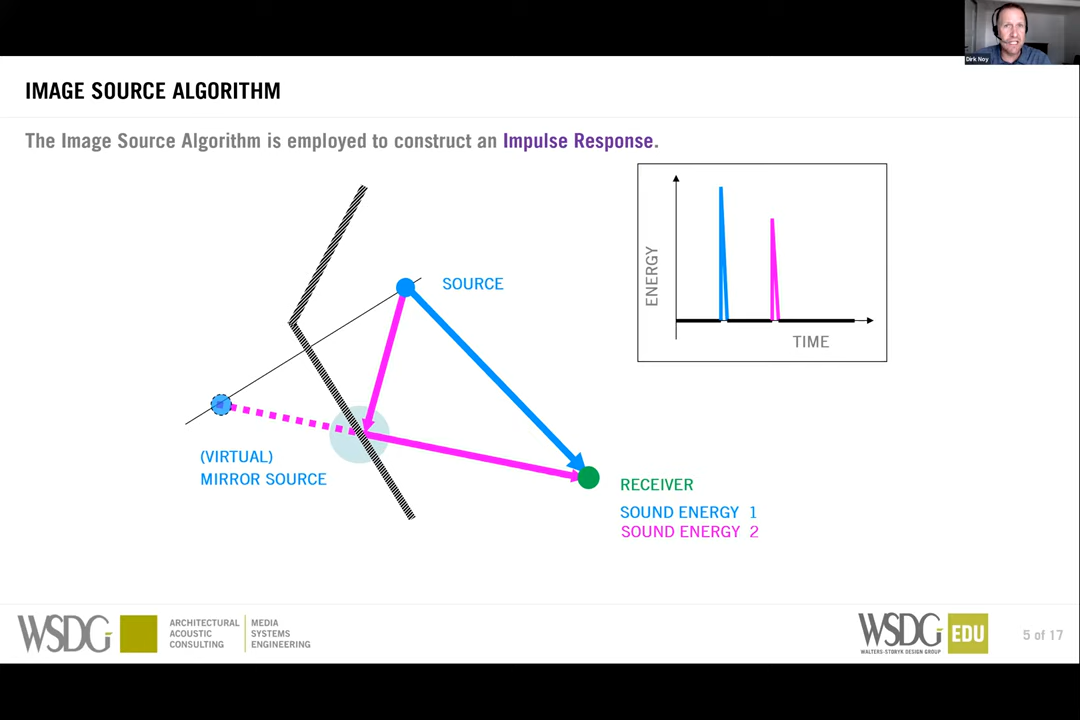 Dirk Noy
IMAGE SOURCE ALGORITHM
The Image Source Algorithm is employed to construct an Impulse Response.
ENERGY
TIME
SOURCE
(VIRTUAL)
MIRROR SOURCE
RECEIVER
SOUND ENERGY 1
SOUND ENERGY 2
WSDG
ARCHITECTURAL
ACOUSTIC
CONSULTING
MEDIA
SYSTEMS
ENGINEERING
WSDG EDU
WALTERS-STORYK DESIGN GROUP
5 of 17